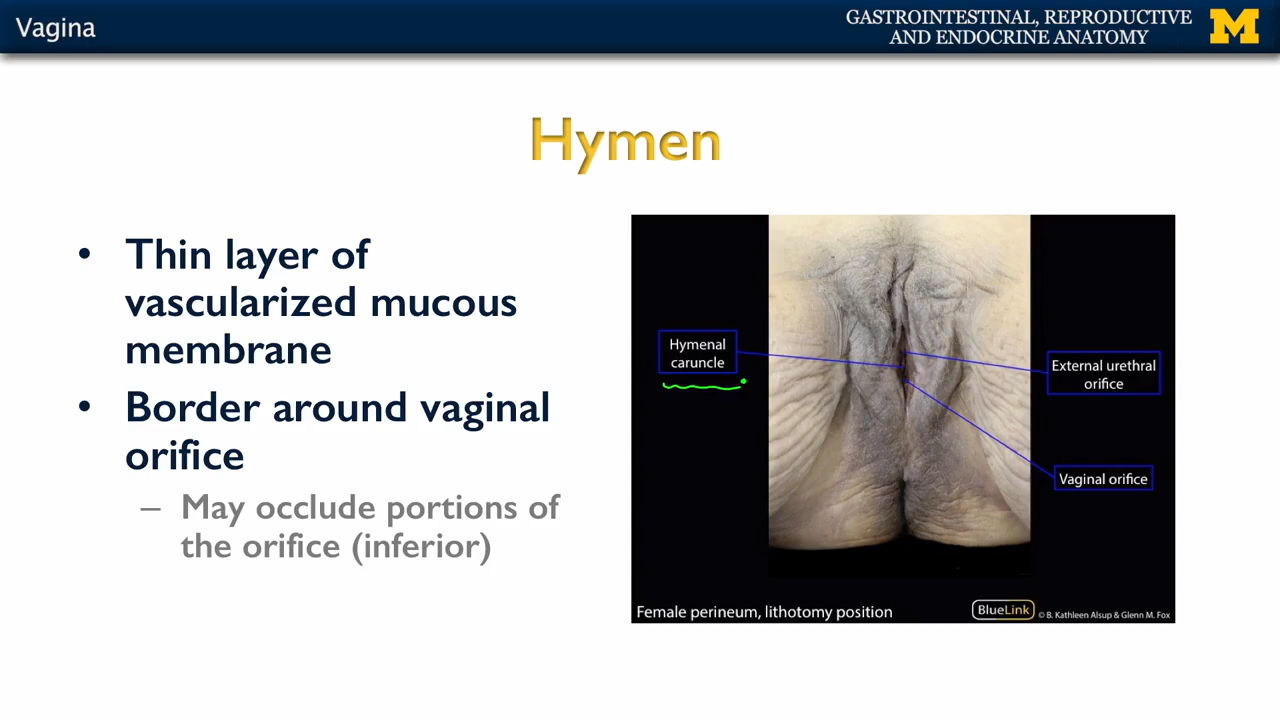 Vagina
GASTROINTESTINAL, REPRODUCTIVE
AND ENDOCRINE ANATOMY
M
Hymen
• Thin layer of
vascularized mucous
membrane
• Border around vaginal
orifice
– May occlude portions of
the orifice (inferior)
Hymenal
caruncle
External urethral
orifice
Vaginal orifice
Female perineum, lithotomy position
BlueLink
© B. Kathleen Alsup & Glenn M. Fox